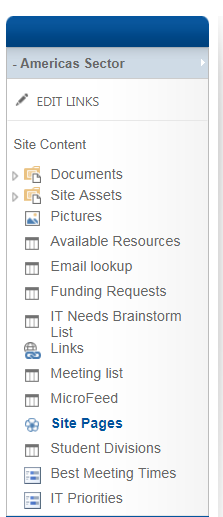 - Americas Sector
EDIT LINKS
Site Content
Documents
Site Assets
Pictures
Available Resources
Email lookup
Funding Requests
IT Needs Brainstorm
List
Links
Meeting list
MicroFeed
Site Pages
Student Divisions
Best Meeting Times
IT Priorities